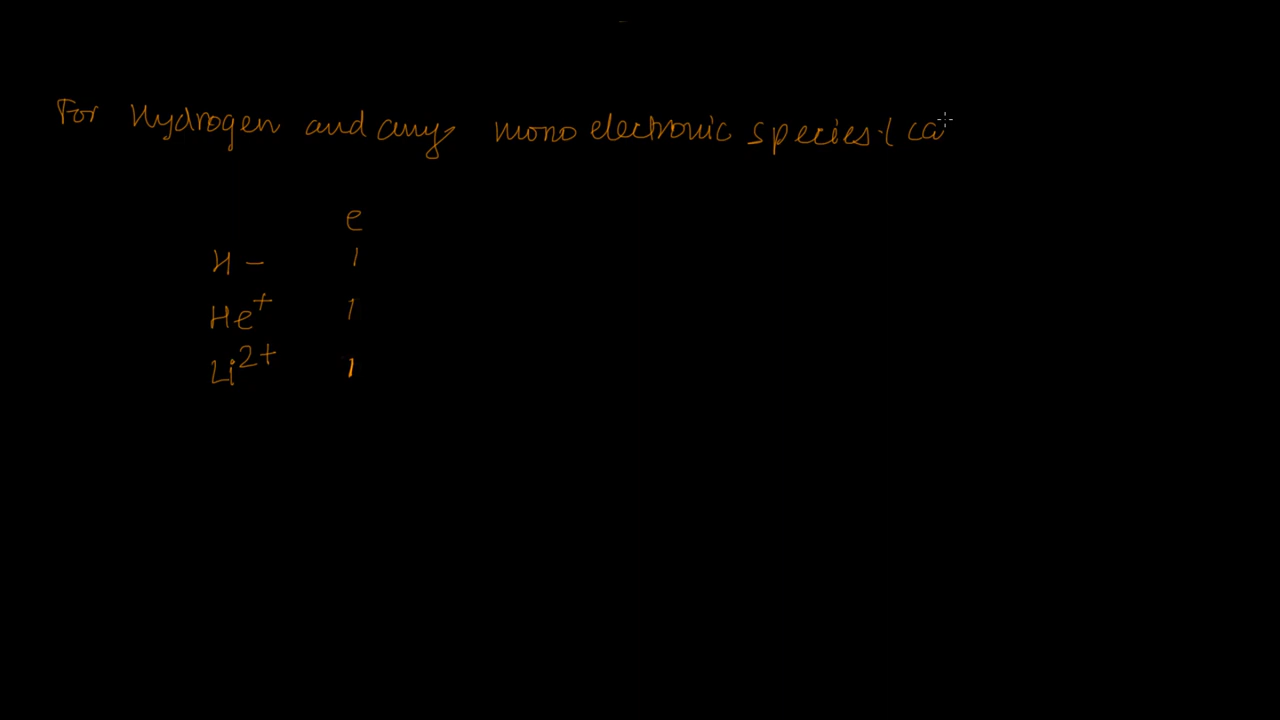 For Hydrogen and any mono electronic species. ( ca
e
H - 1
He⁺ 1
Li²⁺ 1